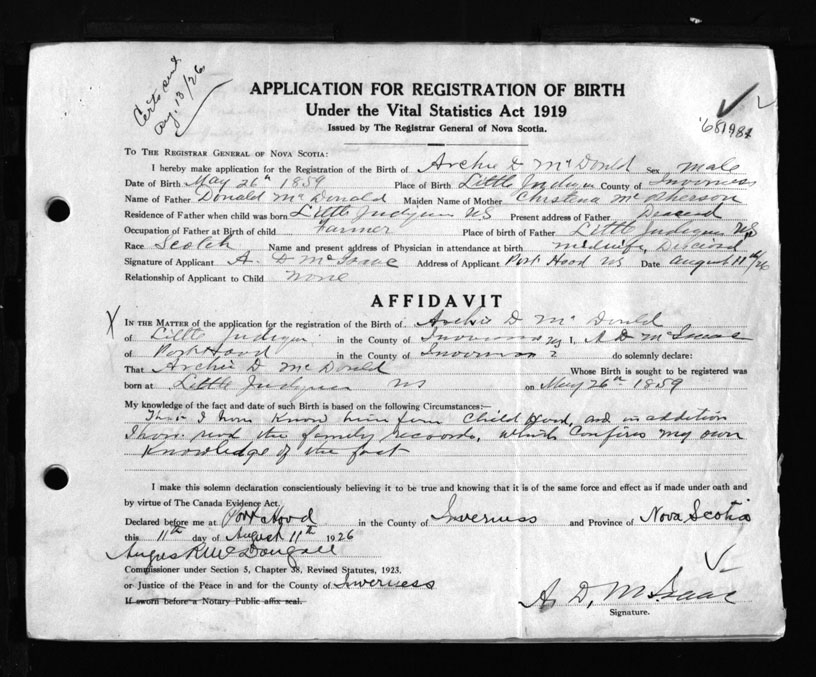 Certs sent
Aug. 13/26
APPLICATION FOR REGISTRATION OF BIRTH
Under the Vital Statistics Act 1919
Issued by The Registrar General of Nova Scotia.
TO THE REGISTRAR GENERAL OF NOVA SCOTIA:
I hereby make application for the Registration of the Birth of Archie D McDonald Sex male
Date of Birth May 26th 1859 Place of Birth Little Judique County of Inverness
Name of Father Donald McDonald Maiden Name of Mother Christena McPherson
Residence of Father when child was born Little Judique NS Present address of Father Deceased
Occupation of Father at Birth of child Farmer Place of birth of Father Little Judique NS
Race Scotch Name and present address of Physician in attendance at birth midwife Deceased
Signature of Applicant A. D McIsaac Address of Applicant Port Hood NS Date August 11th/26
Relationship of Applicant to Child none
AFFIDAVIT
IN THE MATTER of the application for the registration of the Birth of Archie D McDonald
of Little Judique in the County of Inverness NS I, A D McIsaac
of Port Hood in the County of Inverness do solemnly declare:
That Archie D McDonald Whose Birth is sought to be registered was
born at Little Judique NS on May 26th 1859
My knowledge of the fact and date of such Birth is based on the following Circumstances:—
That I have know him from Child Hood, and in addition
I have read the family records, which confirs my own
Knowledge of the fact
I make this solemn declaration conscientiously believing it to be true and knowing that it is of the same force and effect as if made under oath and
by virtue of The Canada Evidence Act.
Declared before me at Port Hood in the County of Inverness and Province of Nova Scotia
this 11th day of August 11th 1926
Angus R McDougall
Commissioner under Section 5, Chapter 38, Revised Statutes, 1923.
or Justice of the Peace in and for the County of Inverness
If sworn before a Notary Public affix seal.
A. D. McIsaac
Signature.